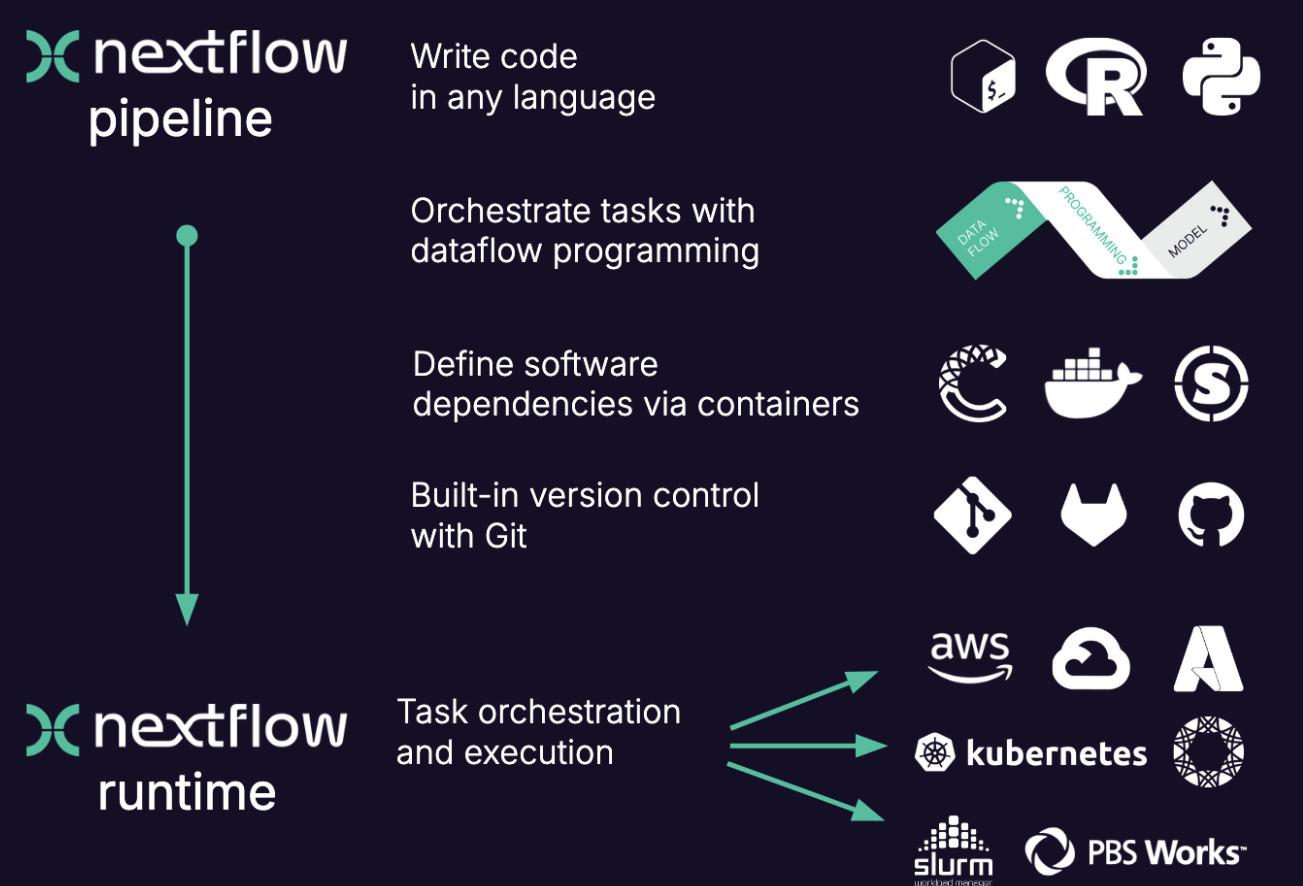 nextflow
pipeline
Write code
in any language
$_
R
Orchestrate tasks with
dataflow programming
DATA
FLOW
PROGRAMMING
MODEL
Define software
dependencies via containers
C
S
Built-in version control
with Git
nextflow
runtime
Task orchestration
and execution
aws
kubernetes
slurm
workload manager
PBS Works™